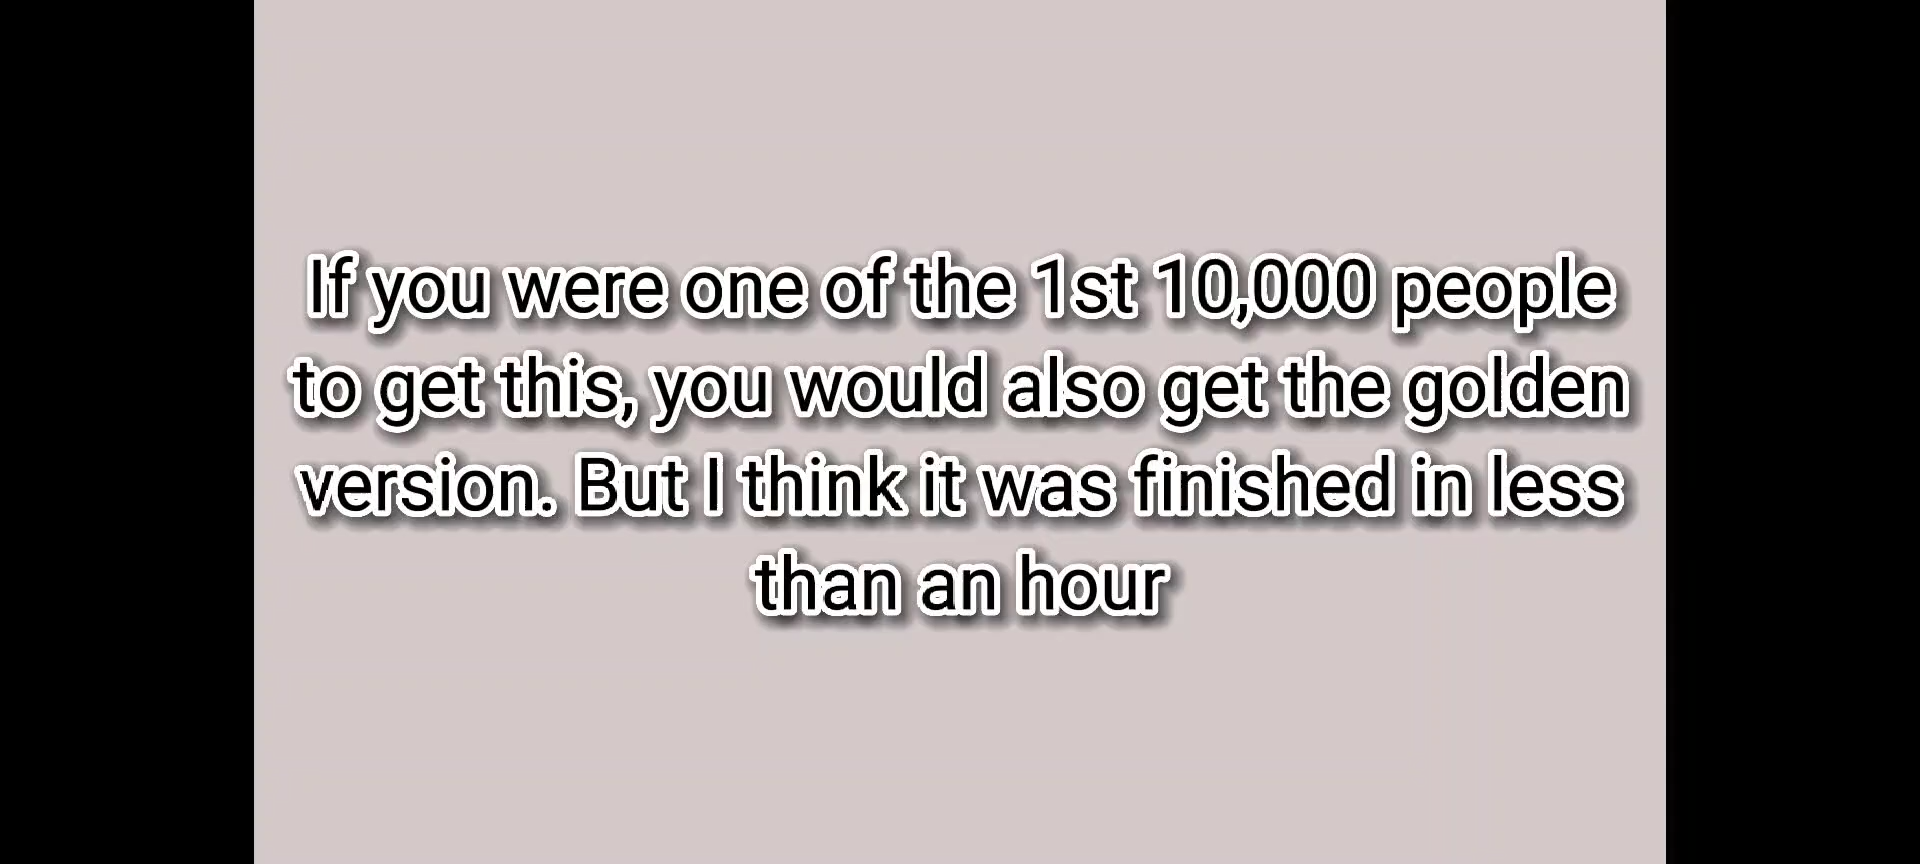 If you were one of the 1st 10,000 people
to get this, you would also get the golden
version. But I think it was finished in less
than an hour